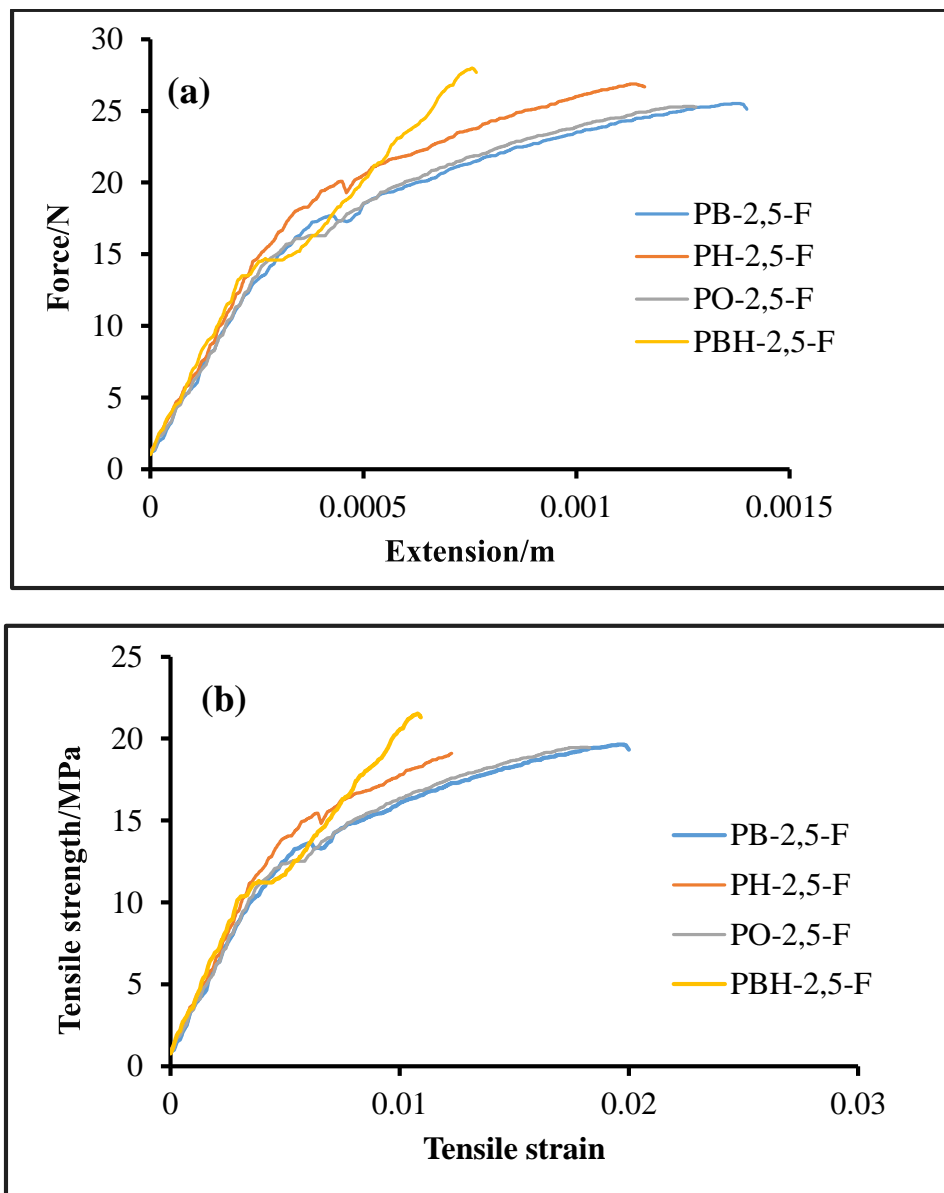 (a)
Force/N
30
25
20
15
10
5
0
0 0.0005 0.001 0.0015
Extension/m
PB-2,5-F
PH-2,5-F
PO-2,5-F
PBH-2,5-F
(b)
Tensile strength/MPa
25
20
15
10
5
0
0 0.01 0.02 0.03
Tensile strain
PB-2,5-F
PH-2,5-F
PO-2,5-F
PBH-2,5-F